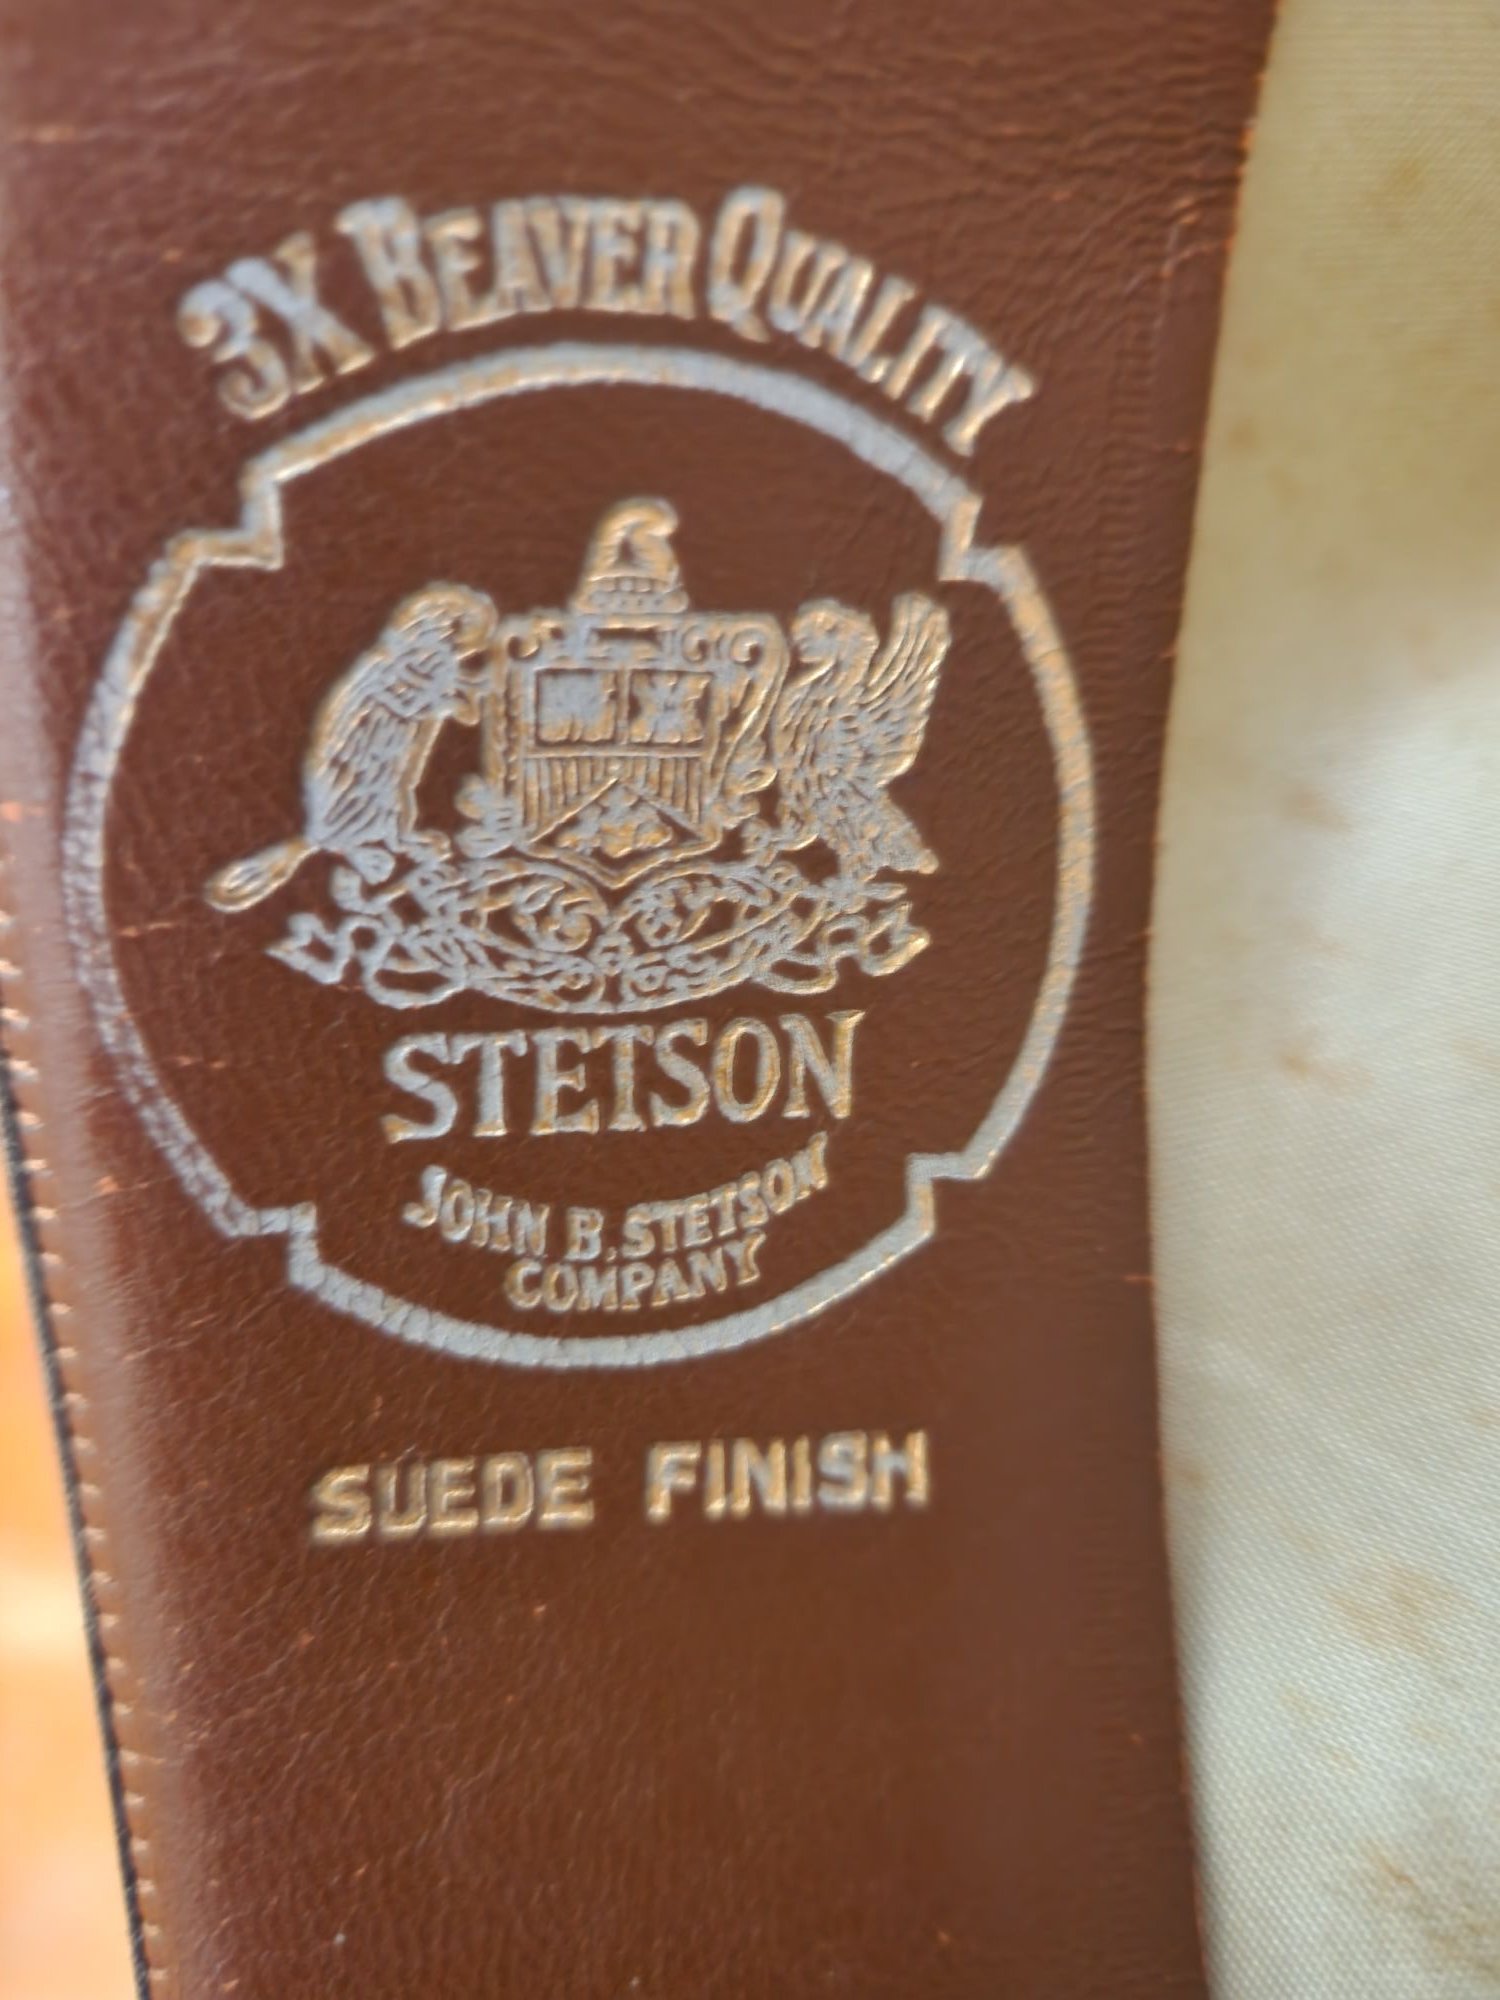 3X BEAVER QUALITY
STETSON
JOHN B. STETSON
COMPANY
SUEDE FINISH